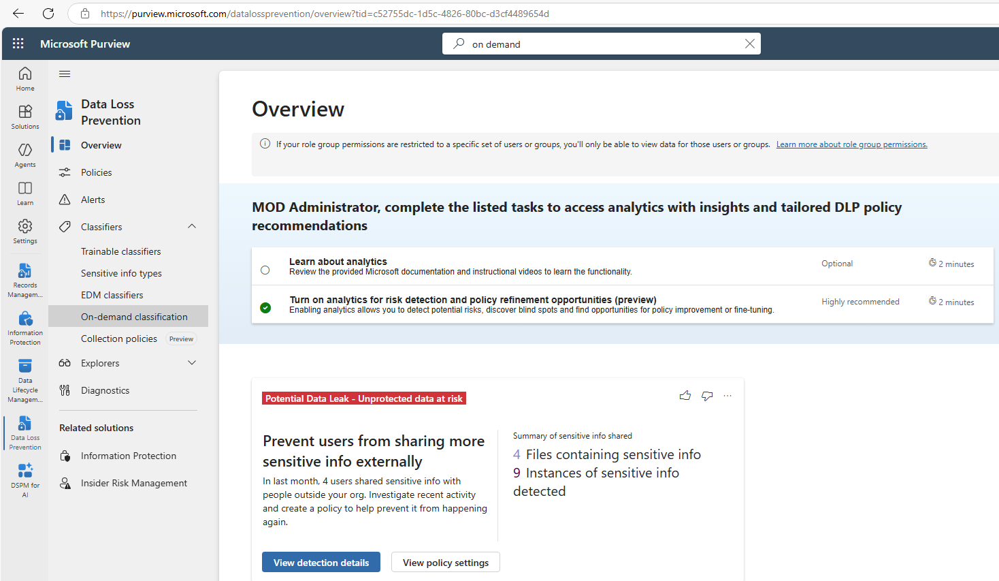 https://purview.microsoft.com/datalossprevention/overview?tid=c52755dc-1d5c-4826-80bc-d3cf4489654d
Microsoft Purview
on demand
Home
Solutions
Agents
Learn
Settings
Records
Managem...
Information
Protection
Data
Lifecycle
Managem...
Data Loss
Prevention
DSPM for
AI
Data Loss
Prevention
Overview
Policies
Alerts
Classifiers
Trainable classifiers
Sensitive info types
EDM classifiers
On-demand classification
Collection policies Preview
Explorers
Diagnostics
Related solutions
Information Protection
Insider Risk Management
Overview
If your role group permissions are restricted to a specific set of users or groups, you'll only be able to view data for those users or groups. Learn more about role group permissions.
MOD Administrator, complete the listed tasks to access analytics with insights and tailored DLP policy
recommendations
Learn about analytics
Review the provided Microsoft documentation and instructional videos to learn the functionality.
Optional
2 minutes
Turn on analytics for risk detection and policy refinement opportunities (preview)
Enabling analytics allows you to detect potential risks, discover blind spots and find opportunities for policy improvement or fine-tuning.
Highly recommended
2 minutes
Potential Data Leak - Unprotected data at risk
Prevent users from sharing more
sensitive info externally
In last month, 4 users shared sensitive info with
people outside your org. Investigate recent activity
and create a policy to help prevent it from happening
again.
Summary of sensitive info shared
4 Files containing sensitive info
9 Instances of sensitive info
detected
View detection details
View policy settings